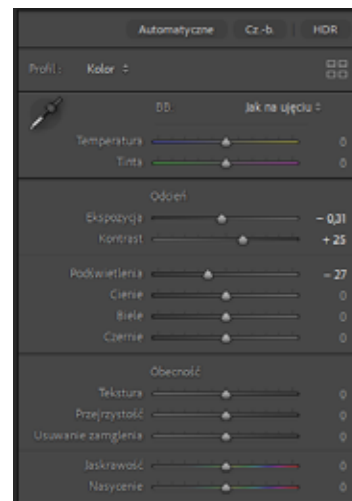 Automatyczne Cz.-b. HDR
Profil: Kolor
BB: Jak na ujęciu
Temperatura 0
Tinta 0
Odcień
Ekspozycja - 0,31
Kontrast + 25
Podświetlenia - 27
Cienie 0
Biele 0
Czernie 0
Obecność
Tekstura 0
Przejrzystość 0
Usuwanie zamglenia 0
Jaskrawość 0
Nasycenie 0